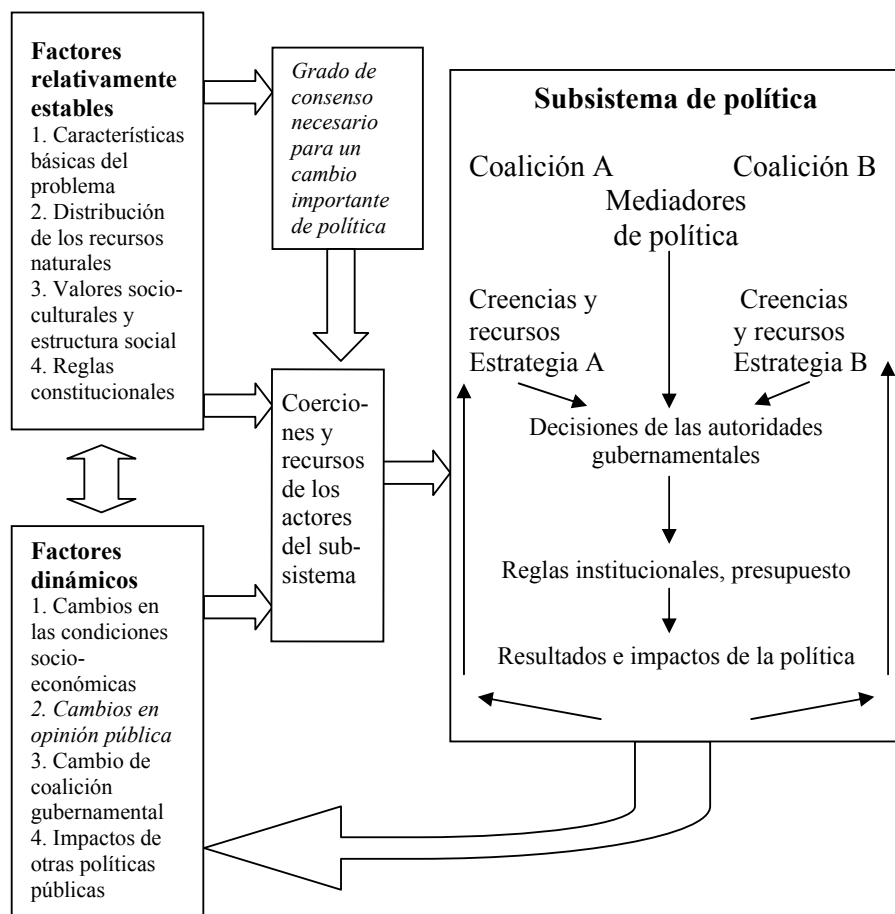 Factores
relativamente
estables
1. Características
básicas del
problema
2. Distribución
de los recursos
naturales
3. Valores socio-
culturales y
estructura social
4. Reglas
constitucionales
Grado de
consenso
necesario
para un
cambio
importante
de política
Coercio-
nes y
recursos
de los
actores
del sub-
sistema
Factores
dinámicos
1. Cambios en
las condiciones
socio-
económicas
2. Cambios en
opinión pública
3. Cambio de
coalición
gubernamental
4. Impactos de
otras políticas
públicas
Subsistema de política
Coalición A
Coalición B
Mediadores
de política
Creencias y
recursos
Estrategia A
Creencias
y recursos
Estrategia B
Decisiones de las autoridades
gubernamentales
Reglas institucionales, presupuesto
Resultados e impactos de la política